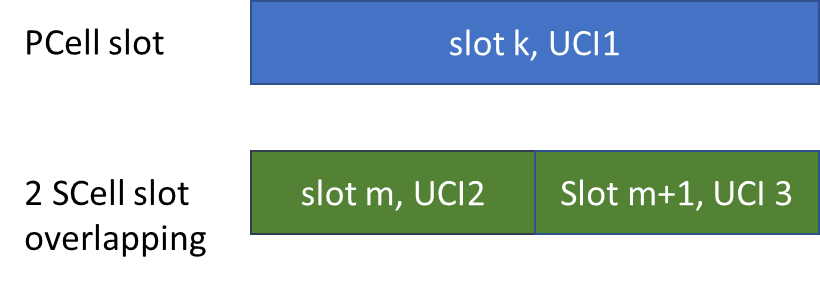 PCell slot
slot k, UCI1
2 SCell slot
overlapping
slot m, UCI2
Slot m+1, UCI 3